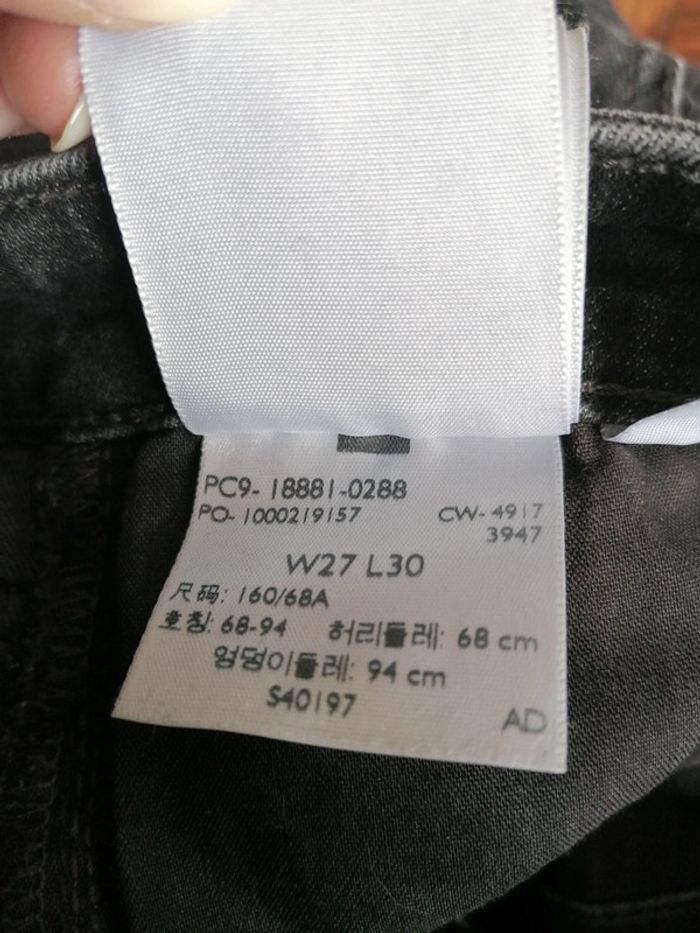 PC9- 18881-0288
PO- 1000219157 CW- 4917
3947
W27 L30
尺码: 160/68A
호칭: 68-94 허리둘레: 68 cm
엉덩이둘레: 94 cm
S40197
AD